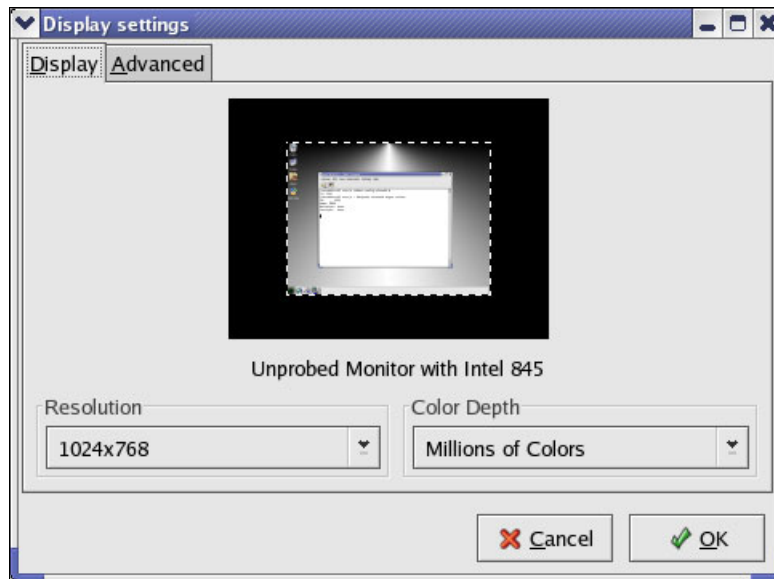 Display settings
Display Advanced
Unprobed Monitor with Intel 845
Resolution Color Depth
1024x768 Millions of Colors
Cancel OK